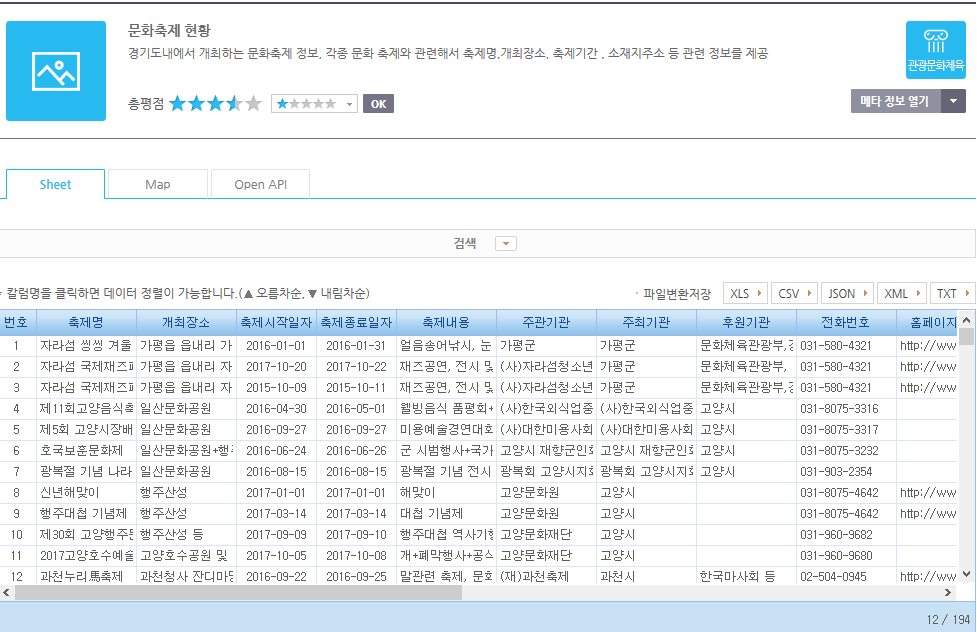 문화축제 현황
경기도내에서 개최하는 문화축제 정보, 각종 문화 축제와 관련해서 축제명,개최장소, 축제기간 , 소재지주소 등 관련 정보를 제공
관광문화체육
총평점 OK
메타 정보 열기
Sheet Map Open API
검색
칼럼명을 클릭하면 데이터 정렬이 가능합니다.(▲ 오름차순, ▼ 내림차순) · 파일변환저장 XLS CSV JSON XML TXT
번호 축제명 개최장소 축제시작일자 축제종료일자 축제내용 주관기관 주최기관 후원기관 전화번호 홈페이지
1 자라섬 씽씽 겨울 가평읍 읍내리 가 2016-01-01 2016-01-31 얼음송어낚시, 눈 가평군 가평군 문화체육관광부,경 031-580-4321 http://ww
2 자라섬 국제재즈 가평읍 읍내리 자 2017-10-20 2017-10-22 재즈공연, 전시 및 (사)자라섬청소년 가평군 문화체육관광부, 031-580-4321 http://ww
3 자라섬 국제재즈 가평읍 읍내리 자 2015-10-09 2015-10-11 재즈공연, 전시 및 (사)자라섬청소년 가평군 문화체육관광부,경 031-580-4321 http://ww
4 제11회고양음식축 일산문화공원 2016-04-30 2016-05-01 웰빙음식 품평회+ (사)한국외식업중 (사)한국외식업중 고양시 031-8075-3316
5 제5회 고양시장배 일산문화공원 2016-09-27 2016-09-27 미용예술경연대회 (사)대한미용사회 (사)대한미용사회 고양시 031-8075-3317
6 호국보훈문화제 일산문화공원+행주 2016-06-24 2016-06-26 군 시범행사+국가 고양시 재향군인회 고양시 재향군인회 고양시 031-8075-3232
7 광복절 기념 나라 일산문화공원 2016-08-15 2016-08-15 광복절 기념 전시 광복회 고양시지회 광복회 고양시지회 고양시 031-903-2354
8 신년해맞이 행주산성 2017-01-01 2017-01-01 해맞이 고양문화원 고양시 031-8075-4642 http://ww
9 행주대첩 기념제 행주산성 2017-03-14 2017-03-14 대첩 기념제 고양문화원 고양시 031-8075-4642 http://ww
10 제30회 고양행주문 행주산성 등 2017-09-09 2017-09-10 행주대첩 역사기행 고양문화재단 고양시 031-960-9682
11 2017고양호수예술 고양호수공원 및 2017-10-05 2017-10-08 개+폐막행사+공식 고양문화재단 고양시 031-960-9680
12 과천누리馬축제 과천청사 잔디마당 2016-09-22 2016-09-25 말관련 축제, 문화 (재)과천축제 과천시 한국마사회 등 02-504-0945 http://ww
12 / 194